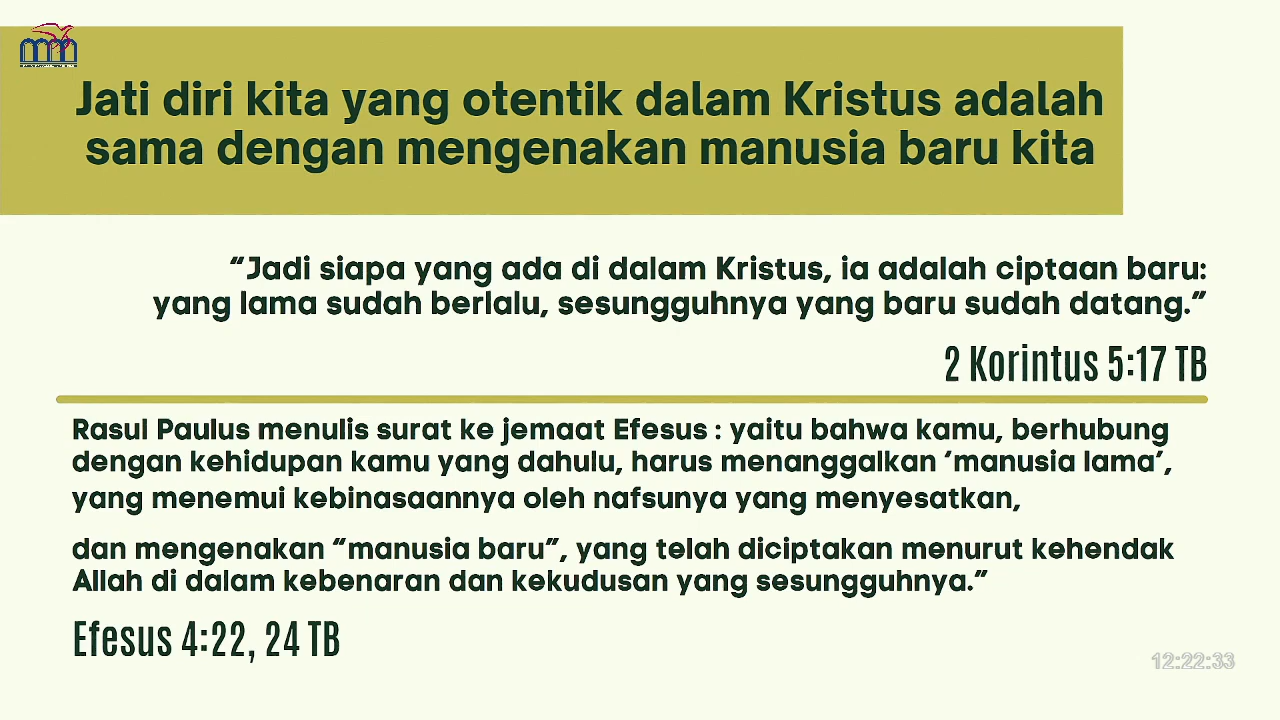 Jati diri kita yang otentik dalam Kristus adalah
sama dengan mengenakan manusia baru kita
“Jadi siapa yang ada di dalam Kristus, ia adalah ciptaan baru:
yang lama sudah berlalu, sesungguhnya yang baru sudah datang.”
2 Korintus 5:17 TB
Rasul Paulus menulis surat ke jemaat Efesus : yaitu bahwa kamu, berhubung
dengan kehidupan kamu yang dahulu, harus menanggalkan ‘manusia lama’,
yang menemui kebinasaannya oleh nafsunya yang menyesatkan,
dan mengenakan “manusia baru”, yang telah diciptakan menurut kehendak
Allah di dalam kebenaran dan kekudusan yang sesungguhnya.”
Efesus 4:22, 24 TB
12:22:33